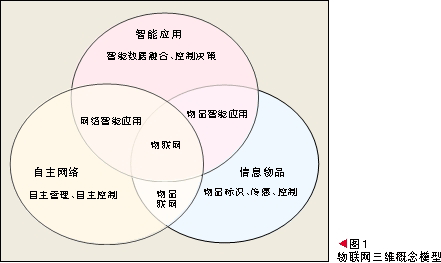 智能应用
智能数据融合、控制决策
网络智能应用
物品智能应用
物联网
自主网络
自主管理、自主控制
信息物品
物品标识、传感、控制
物品
联网
◀图1
物联网三维概念模型